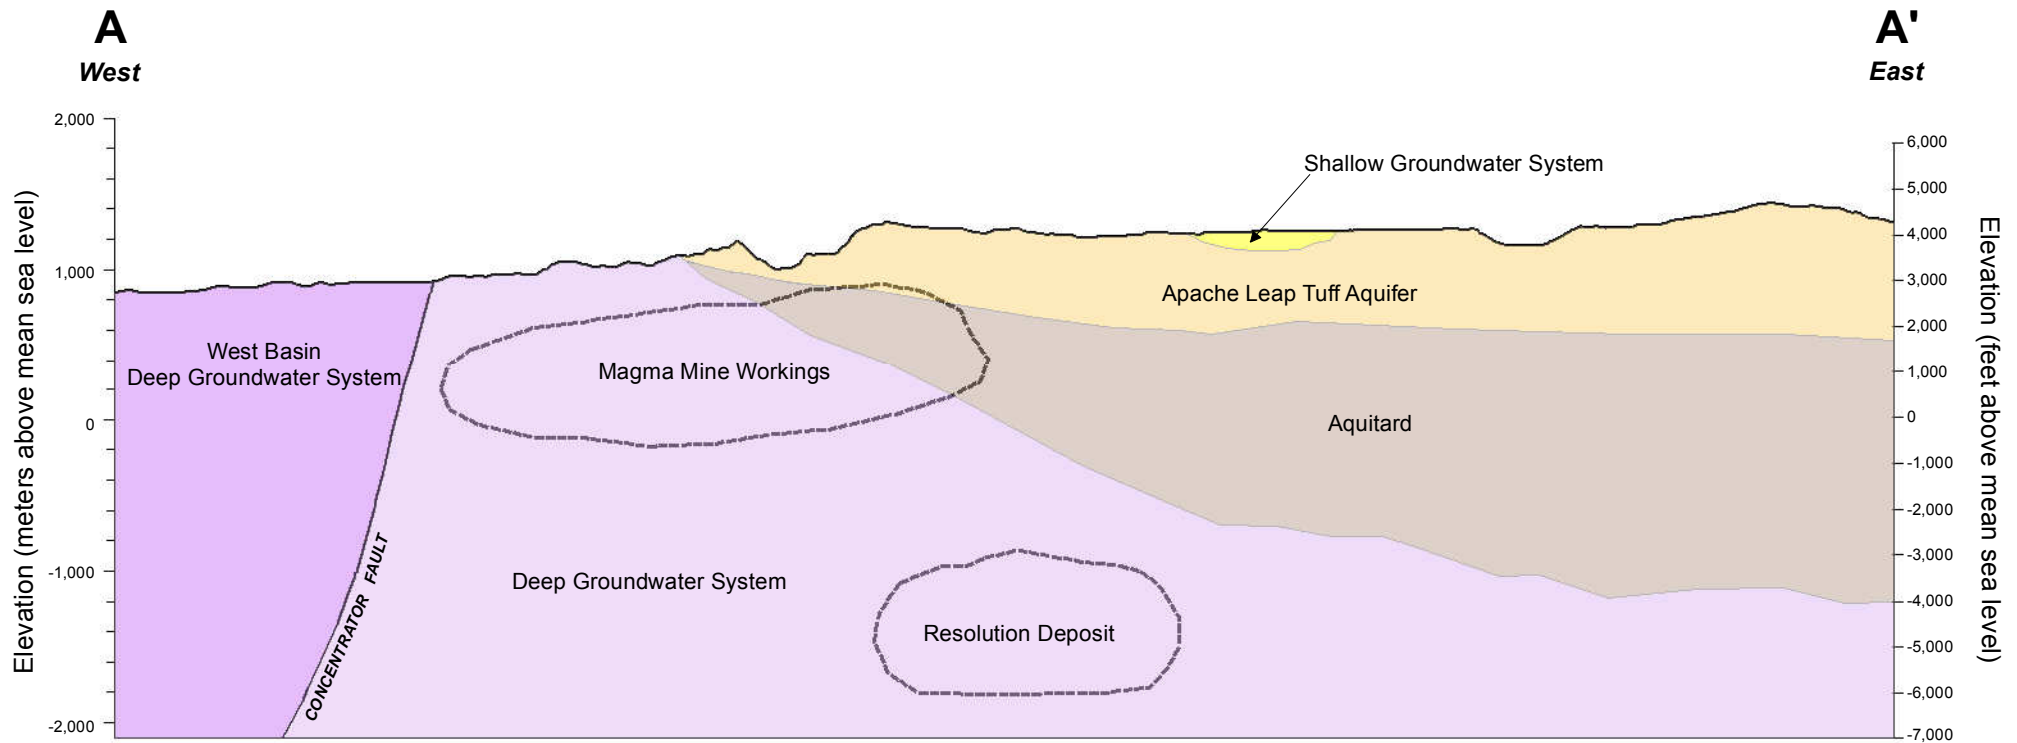 A
West
A'
East
Elevation (meters above mean sea level)
2,000
1,000
0
-1,000
-2,000
Elevation (feet above mean sea level)
6,000
5,000
4,000
3,000
2,000
1,000
0
-1,000
-2,000
-3,000
-4,000
-5,000
-6,000
-7,000
Shallow Groundwater System
Apache Leap Tuff Aquifer
West Basin
Deep Groundwater System
Magma Mine Workings
Aquitard
CONCENTRATOR FAULT
Deep Groundwater System
Resolution Deposit